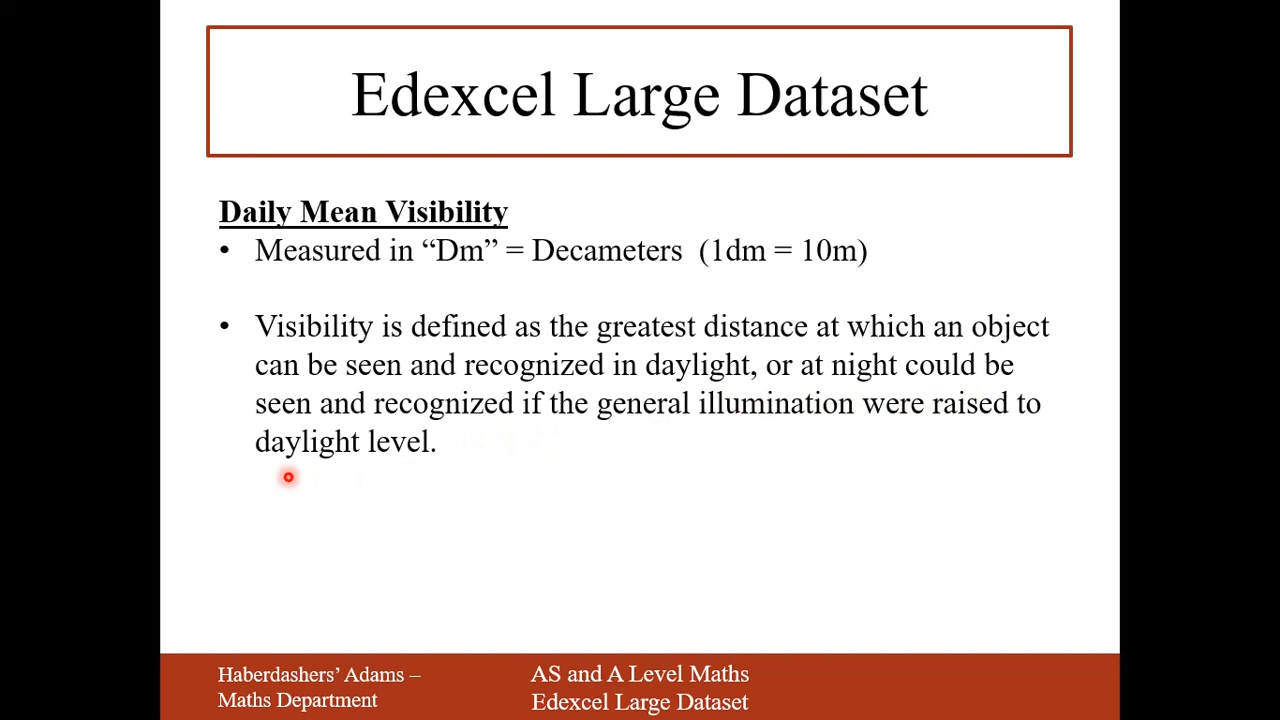 Edexcel Large Dataset
Daily Mean Visibility
• Measured in “Dm” = Decameters (1dm = 10m)
• Visibility is defined as the greatest distance at which an object
can be seen and recognized in daylight, or at night could be
seen and recognized if the general illumination were raised to
daylight level.
Haberdashers’ Adams –
Maths Department
AS and A Level Maths
Edexcel Large Dataset